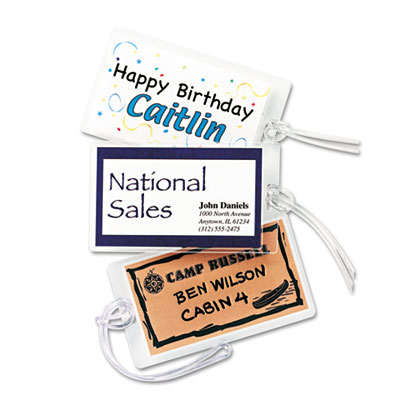 Happy Birthday
Caitlin
National
Sales
John Daniels
1000 North Avenue
Anytown, IL 61234
(312) 555-2475
CAMP RUSSELL
BEN WILSON
CABIN 4